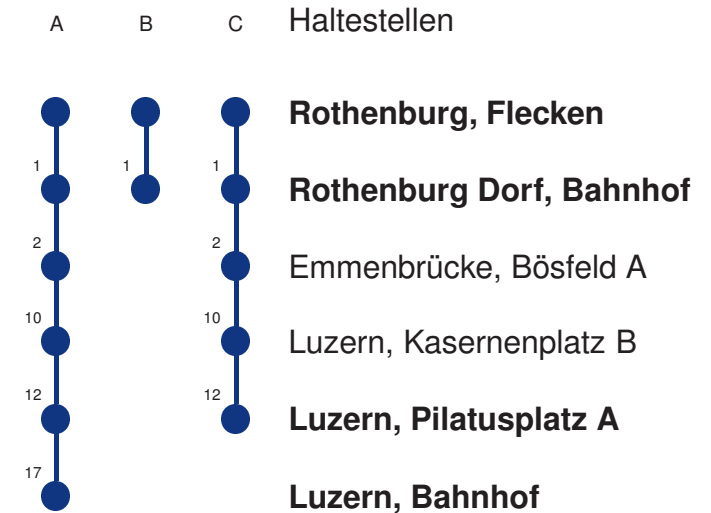 A B C Haltestellen
Rothenburg, Flecken
1 1 1
Rothenburg Dorf, Bahnhof
2 2
Emmenbrücke, Bösfeld A
10 10
Luzern, Kasernenplatz B
12 12
Luzern, Pilatusplatz A
17
Luzern, Bahnhof